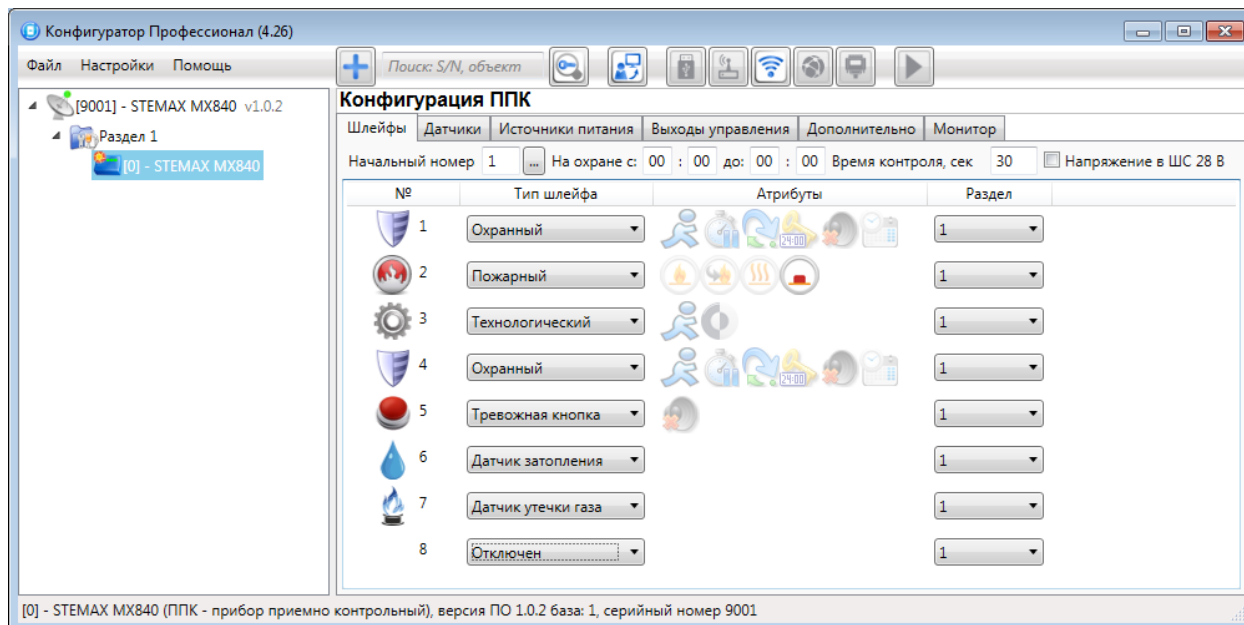 Конфигуратор Профессионал (4.26)
Файл Настройки Помощь Поиск: S/N, объект
[9001] - STEMAX MX840 v1.0.2
Раздел 1
[0] - STEMAX MX840
Конфигурация ППК
Шлейфы Датчики Источники питания Выходы управления Дополнительно Монитор
Начальный номер 1 ... На охране с: 00 : 00 до: 00 : 00 Время контроля, сек 30 Напряжение в ШС 28 В
№ Тип шлейфа Атрибуты Раздел
1 Охранный 24:00 1
2 Пожарный 1
3 Технологический 1
4 Охранный 24:00 1
5 Тревожная кнопка 1
6 Датчик затопления 1
7 Датчик утечки газа 1
8 Отключен 1
[0] - STEMAX MX840 (ППК - прибор приемно контрольный), версия ПО 1.0.2 база: 1, серийный номер 9001